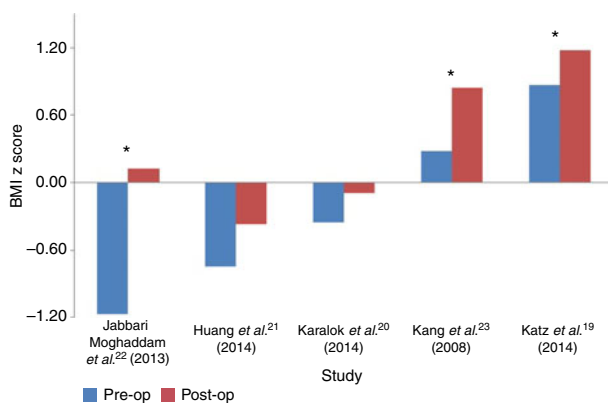 BMI z score
1.20
0.60
0.00
−0.60
−1.20
*
*
*
Jabbari
Moghaddam
et al.22 (2013)
Huang et al.21
(2014)
Karalok et al.20
(2014)
Kang et al.23
(2008)
Katz et al.19
(2014)
Study
Pre-op Post-op